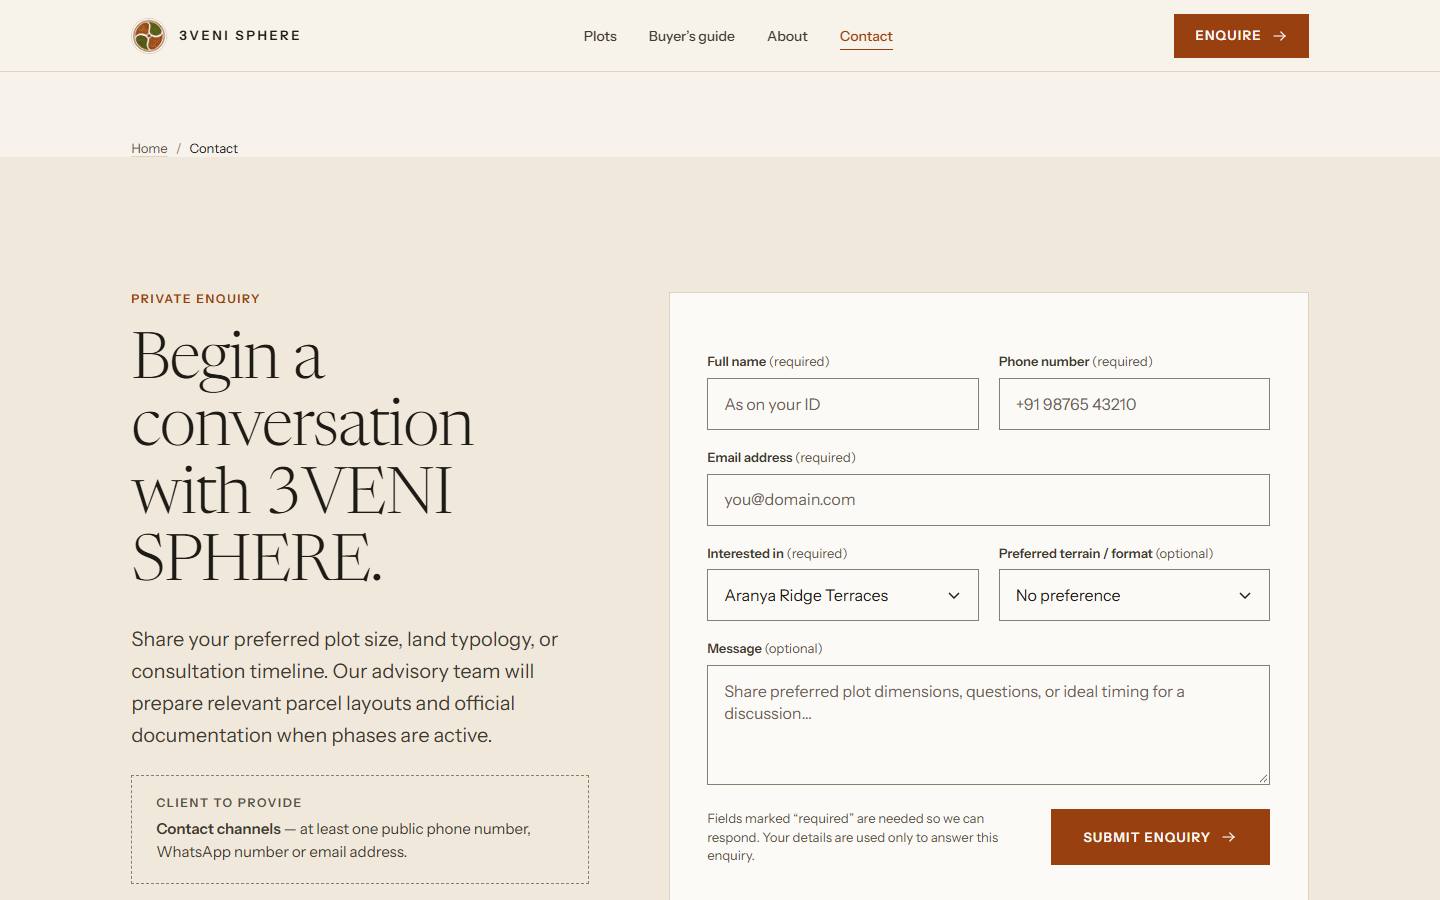 3VENI SPHERE
Plots
Buyer’s guide
About
Contact
ENQUIRE
Home / Contact
PRIVATE ENQUIRY
Begin a
conversation
with 3VENI
SPHERE.
Share your preferred plot size, land typology, or
consultation timeline. Our advisory team will
prepare relevant parcel layouts and official
documentation when phases are active.
CLIENT TO PROVIDE
Contact channels — at least one public phone number,
WhatsApp number or email address.
Full name (required)
As on your ID
Phone number (required)
+91 98765 43210
Email address (required)
you@domain.com
Interested in (required)
Aranya Ridge Terraces
Preferred terrain / format (optional)
No preference
Message (optional)
Share preferred plot dimensions, questions, or ideal timing for a
discussion...
Fields marked “required” are needed so we can
respond. Your details are used only to answer this
enquiry.
SUBMIT ENQUIRY